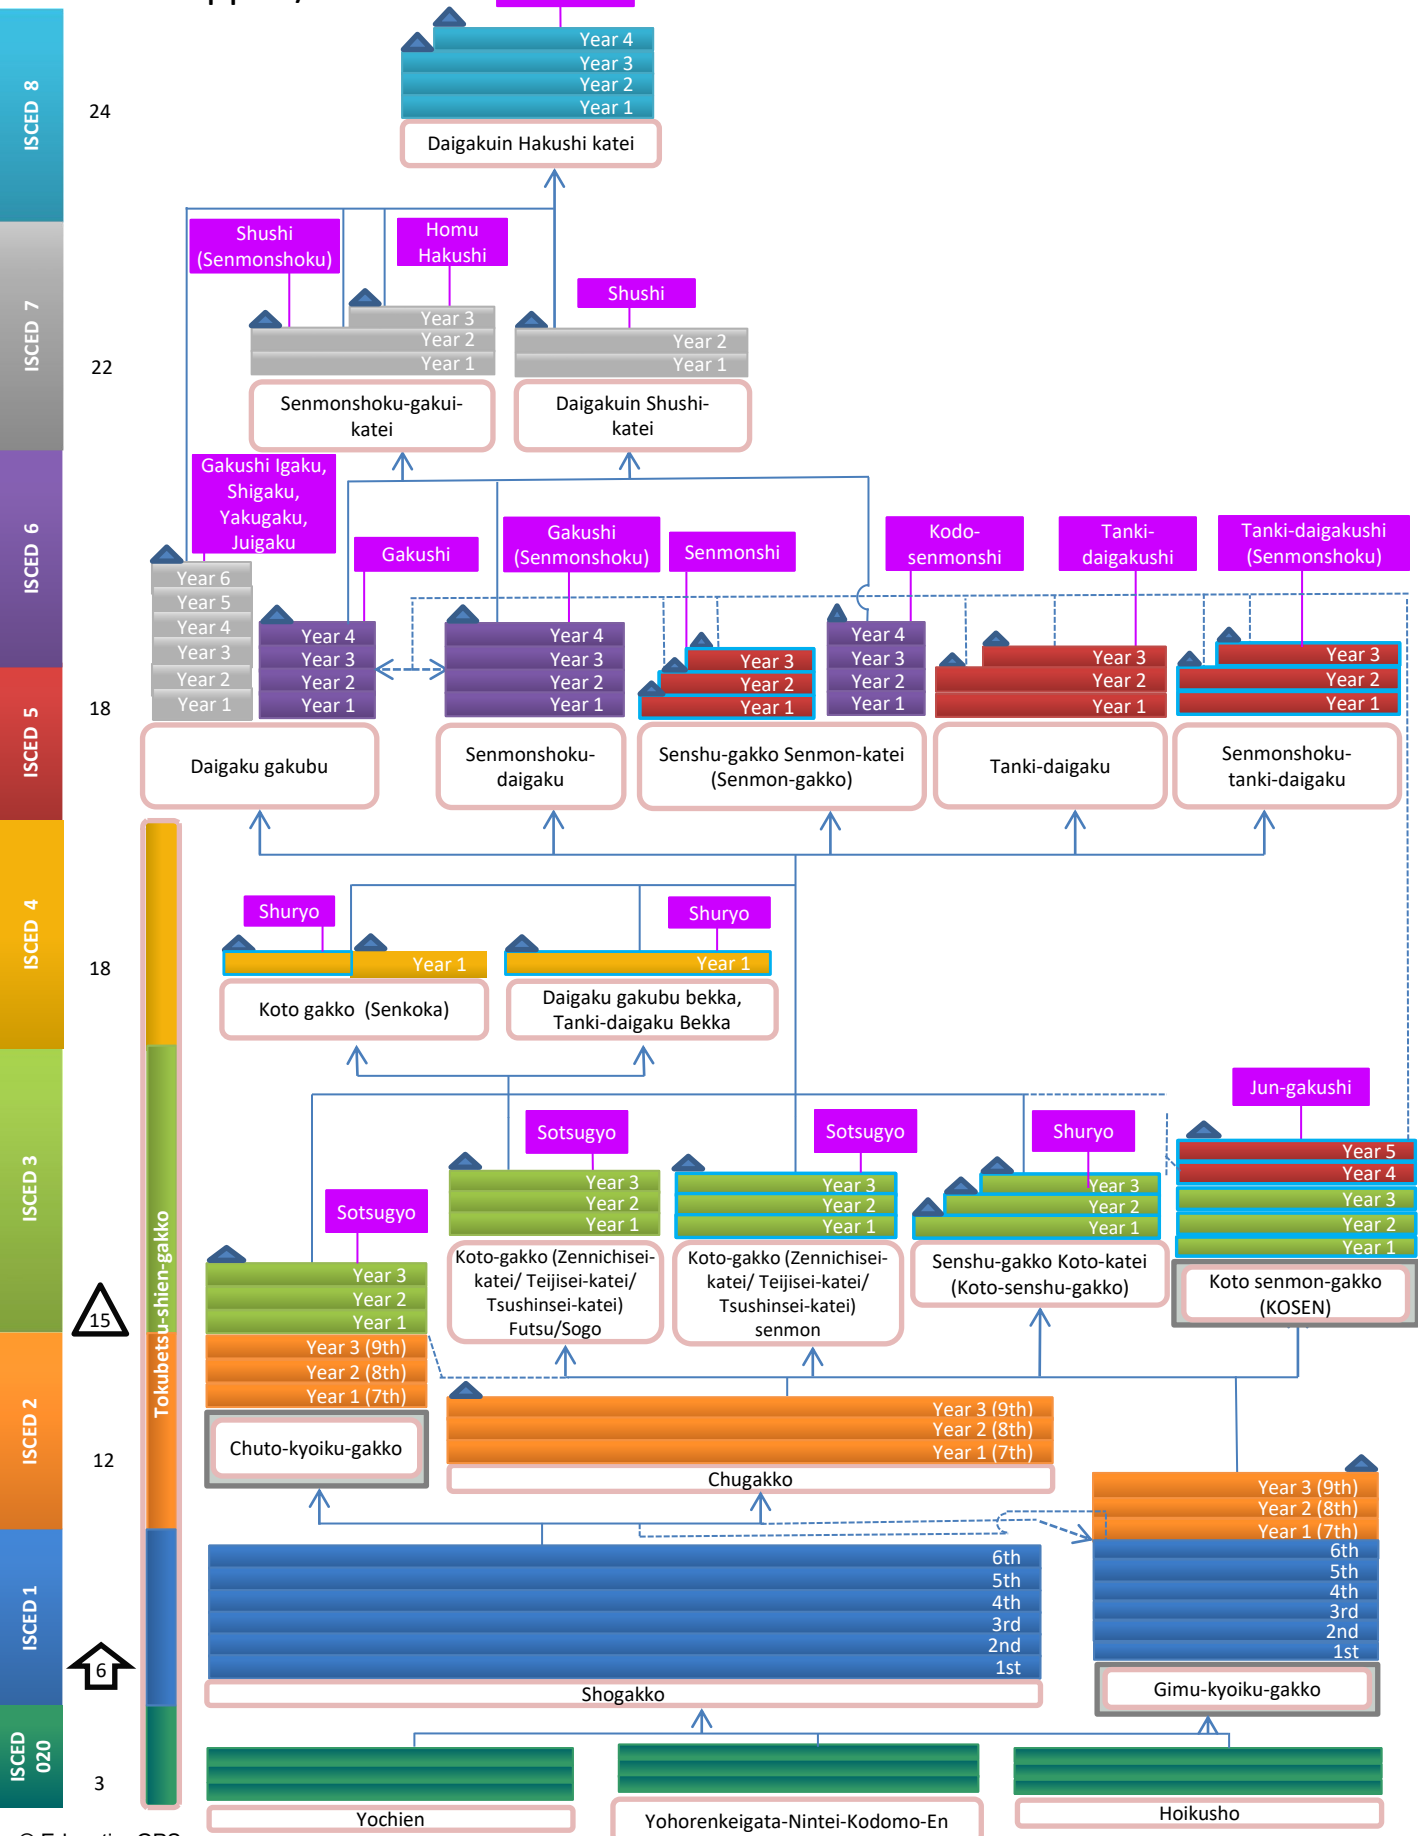 Year 4
Year 3
Year 2
Year 1
ISCED 8
24
Daigakuin Hakushi katei
Shushi
(Senmonshoku)
Homu
Hakushi
Shushi
Year 3
Year 2
Year 1
Year 2
Year 1
ISCED 7
22
Senmonshoku-gakui-
katei
Daigakuin Shushi-
katei
Gakushi Igaku,
Shigaku,
Yakugaku,
Juigaku
Gakushi
Gakushi
(Senmonshoku)
Senmonshi
Kodo-
senmonshi
Tanki-
daigakushi
Tanki-daigakushi
(Senmonshoku)
ISCED 6
Year 6
Year 5
Year 4
Year 3
Year 2
Year 1
Year 4
Year 3
Year 2
Year 1
Year 4
Year 3
Year 2
Year 1
Year 3
Year 2
Year 1
Year 4
Year 3
Year 2
Year 1
Year 3
Year 2
Year 1
Year 3
Year 2
Year 1
ISCED 5
18
Daigaku gakubu
Senmonshoku-
daigaku
Senshu-gakko Senmon-katei
(Senmon-gakko)
Tanki-daigaku
Senmonshoku-
tanki-daigaku
Shuryo
Shuryo
ISCED 4
18
Year 1
Year 1
Koto gakko (Senkoka)
Daigaku gakubu bekka,
Tanki-daigaku Bekka
Jun-gakushi
Sotsugyo
Sotsugyo
Shuryo
Sotsugyo
ISCED 3
Year 3
Year 2
Year 1
Year 3
Year 2
Year 1
Year 3
Year 2
Year 1
Year 5
Year 4
Year 3
Year 2
Year 1
Koto-gakko (Zennichisei-
katei/ Teijisei-katei/
Tsushinsei-katei)
Futsu/Sogo
Koto-gakko (Zennichisei-
katei/ Teijisei-katei/
Tsushinsei-katei)
senmon
Senshu-gakko Koto-katei
(Koto-senshu-gakko)
Koto senmon-gakko
(KOSEN)
15
Tokubetsu-shien-gakko
Year 3
Year 2
Year 1
Year 3 (9th)
Year 2 (8th)
Year 1 (7th)
Chuto-kyoiku-gakko
ISCED 2
12
Year 3 (9th)
Year 2 (8th)
Year 1 (7th)
Chugakko
Year 3 (9th)
Year 2 (8th)
Year 1 (7th)
6th
5th
4th
3rd
2nd
1st
Gimu-kyoiku-gakko
ISCED 1
6
6th
5th
4th
3rd
2nd
1st
Shogakko
ISCED
020
3
Yochien
Yohorenkeigata-Nintei-Kodomo-En
Hoikusho